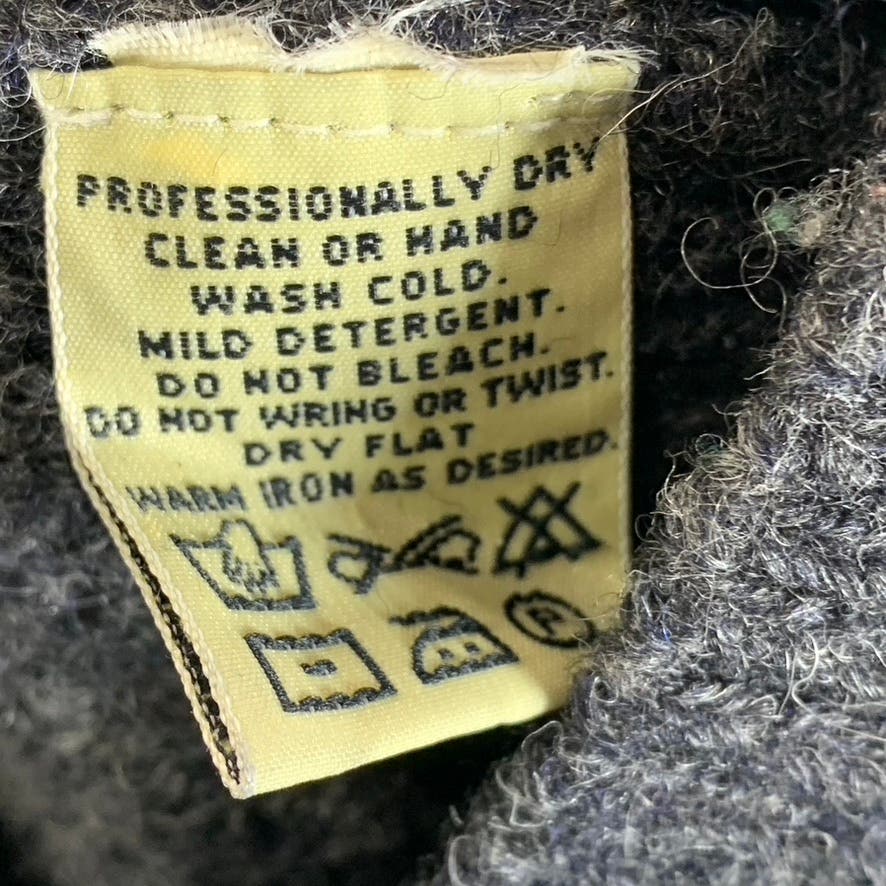 PROFESSIONALLY DRY
CLEAN OR HAND
WASH COLD.
MILD DETERGENT.
DO NOT BLEACH.
DO NOT WRING OR TWIST.
DRY FLAT
WARM IRON AS DESIRED.
P